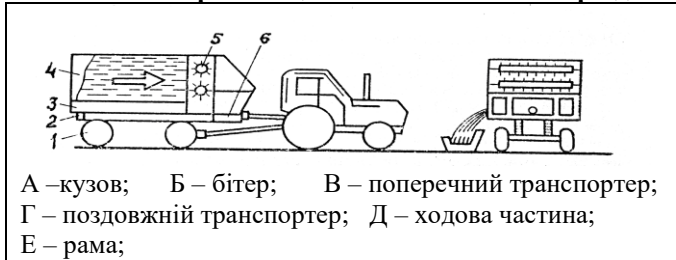 5
6
4
3
2
1
А –кузов; Б – бітер; В – поперечний транспортер;
Г – поздовжній транспортер; Д – ходова частина;
Е – рама;